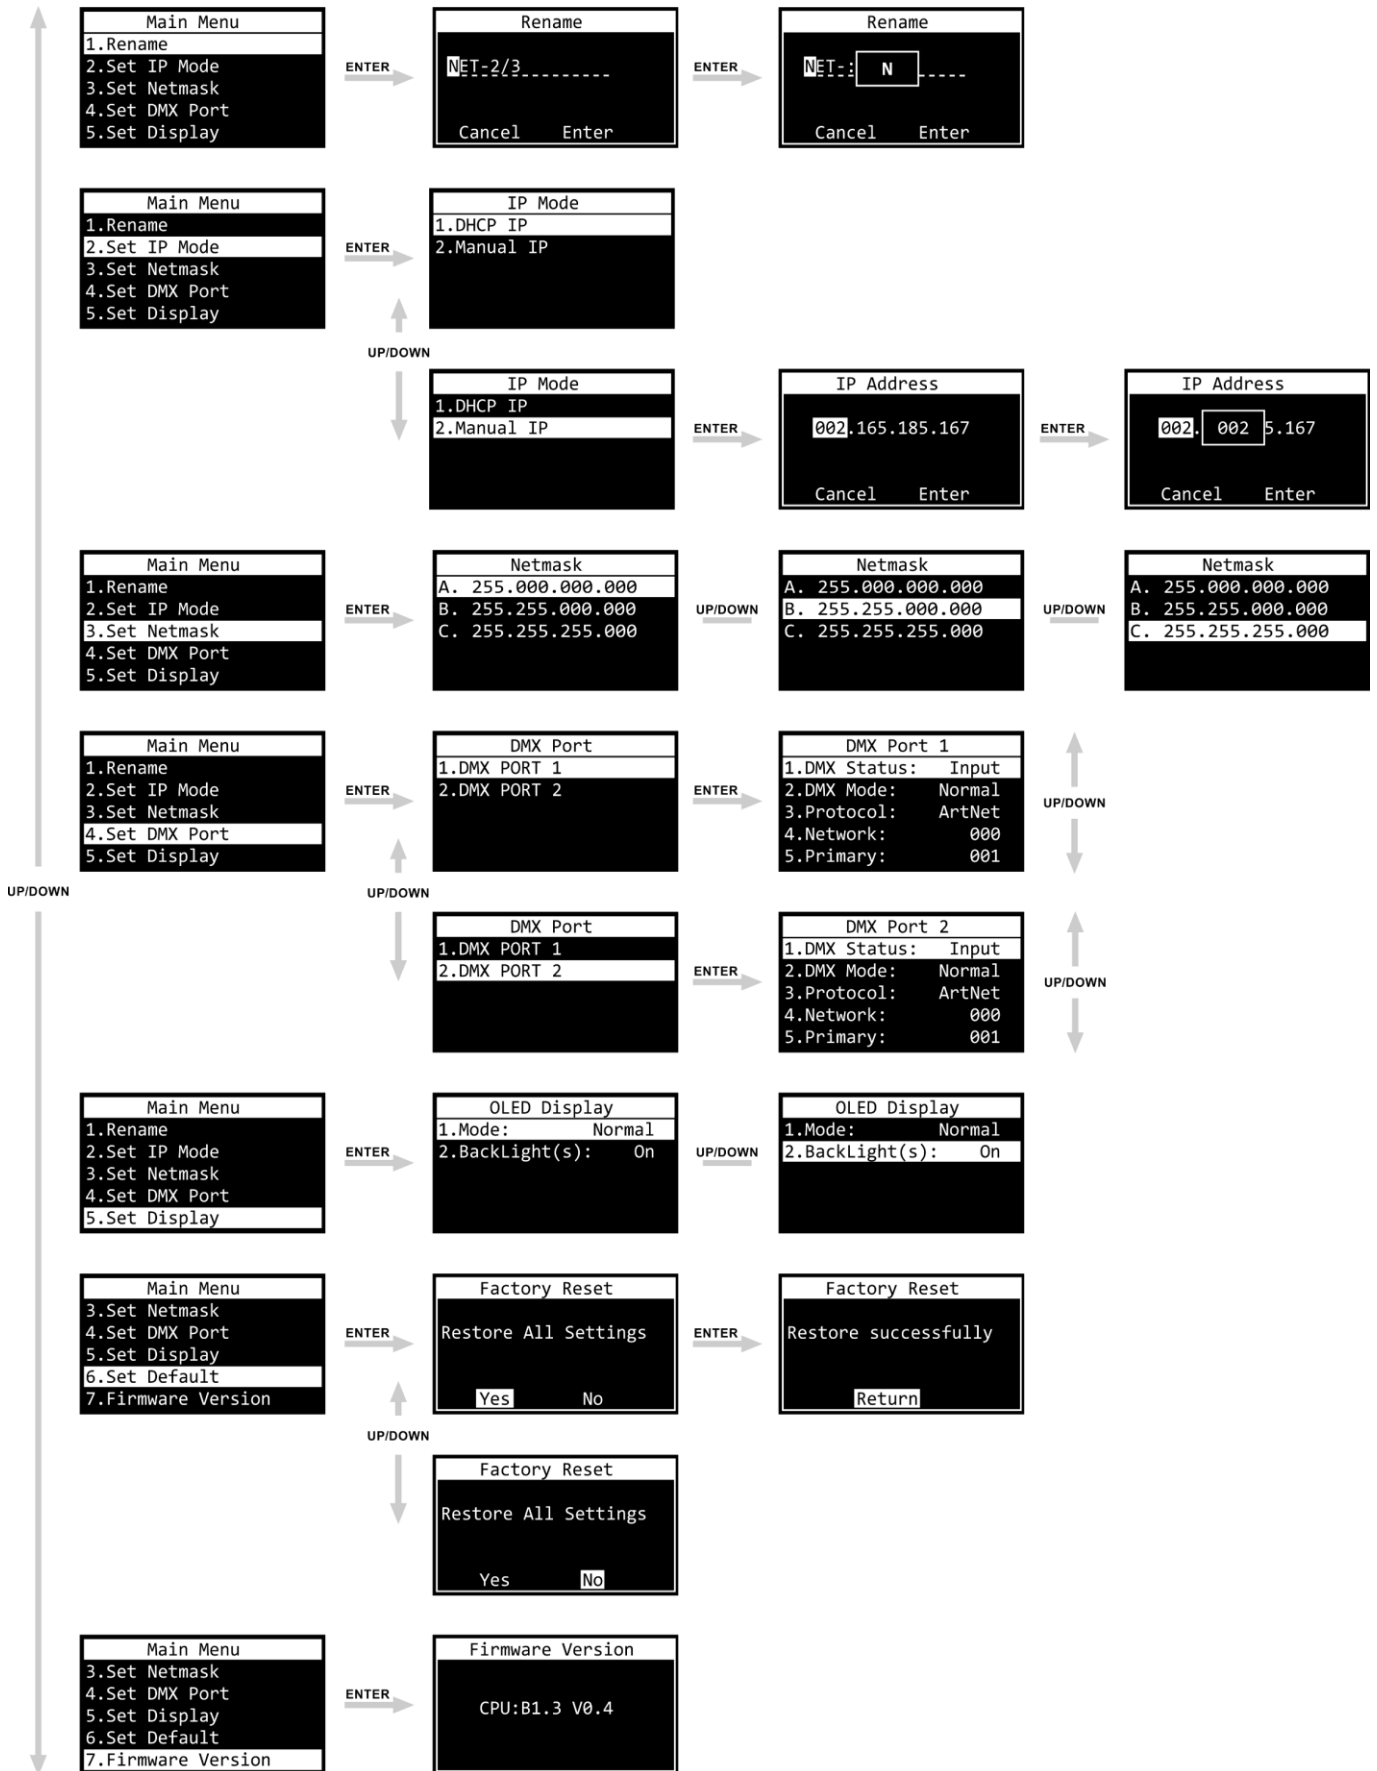 Main Menu
1.Rename
2.Set IP Mode
3.Set Netmask
4.Set DMX Port
5.Set Display
ENTER
Rename
NET-2/3
Cancel Enter
ENTER
Rename
NET-:
N
Cancel Enter
Main Menu
1.Rename
2.Set IP Mode
3.Set Netmask
4.Set DMX Port
5.Set Display
ENTER
IP Mode
1.DHCP IP
2.Manual IP
UP/DOWN
IP Mode
1.DHCP IP
2.Manual IP
ENTER
IP Address
002.165.185.167
Cancel Enter
ENTER
IP Address
002. 002 5.167
Cancel Enter
Main Menu
1.Rename
2.Set IP Mode
3.Set Netmask
4.Set DMX Port
5.Set Display
ENTER
Netmask
A. 255.000.000.000
B. 255.255.000.000
C. 255.255.255.000
UP/DOWN
Netmask
A. 255.000.000.000
B. 255.255.000.000
C. 255.255.255.000
UP/DOWN
Netmask
A. 255.000.000.000
B. 255.255.000.000
C. 255.255.255.000
Main Menu
1.Rename
2.Set IP Mode
3.Set Netmask
4.Set DMX Port
5.Set Display
ENTER
DMX Port
1.DMX PORT 1
2.DMX PORT 2
ENTER
DMX Port 1
1.DMX Status: Input
2.DMX Mode: Normal
3.Protocol: ArtNet
4.Network: 000
5.Primary: 001
UP/DOWN
UP/DOWN
UP/DOWN
DMX Port
1.DMX PORT 1
2.DMX PORT 2
ENTER
DMX Port 2
1.DMX Status: Input
2.DMX Mode: Normal
3.Protocol: ArtNet
4.Network: 000
5.Primary: 001
UP/DOWN
Main Menu
1.Rename
2.Set IP Mode
3.Set Netmask
4.Set DMX Port
5.Set Display
ENTER
OLED Display
1.Mode: Normal
2.BackLight(s): On
UP/DOWN
OLED Display
1.Mode: Normal
2.BackLight(s): On
Main Menu
3.Set Netmask
4.Set DMX Port
5.Set Display
6.Set Default
7.Firmware Version
ENTER
Factory Reset
Restore All Settings
Yes No
ENTER
Factory Reset
Restore successfully
Return
UP/DOWN
Factory Reset
Restore All Settings
Yes No
Main Menu
3.Set Netmask
4.Set DMX Port
5.Set Display
6.Set Default
7.Firmware Version
ENTER
Firmware Version
CPU:B1.3 V0.4